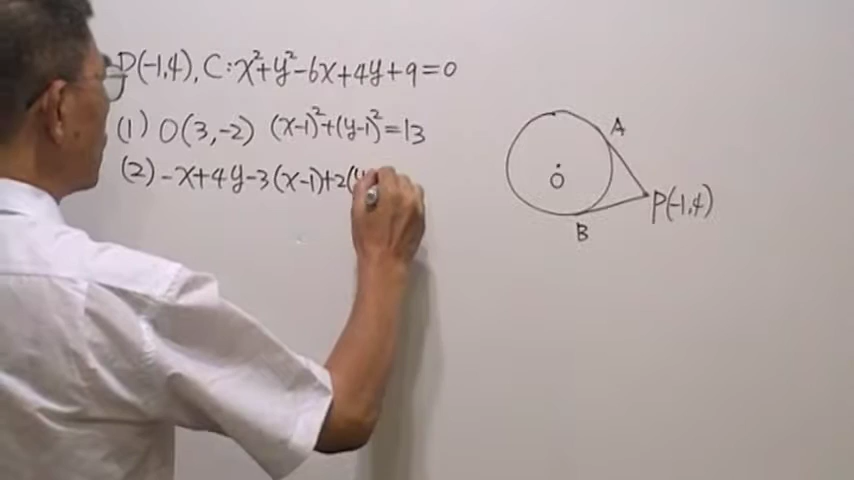 P(-1,4), C:x²+y²-6x+4y+9=0
(1) O(3,-2) (x-1)²+(y-1)²=13
(2) -x+4y-3(x-1)+2(y
A
O
P(-1,4)
B